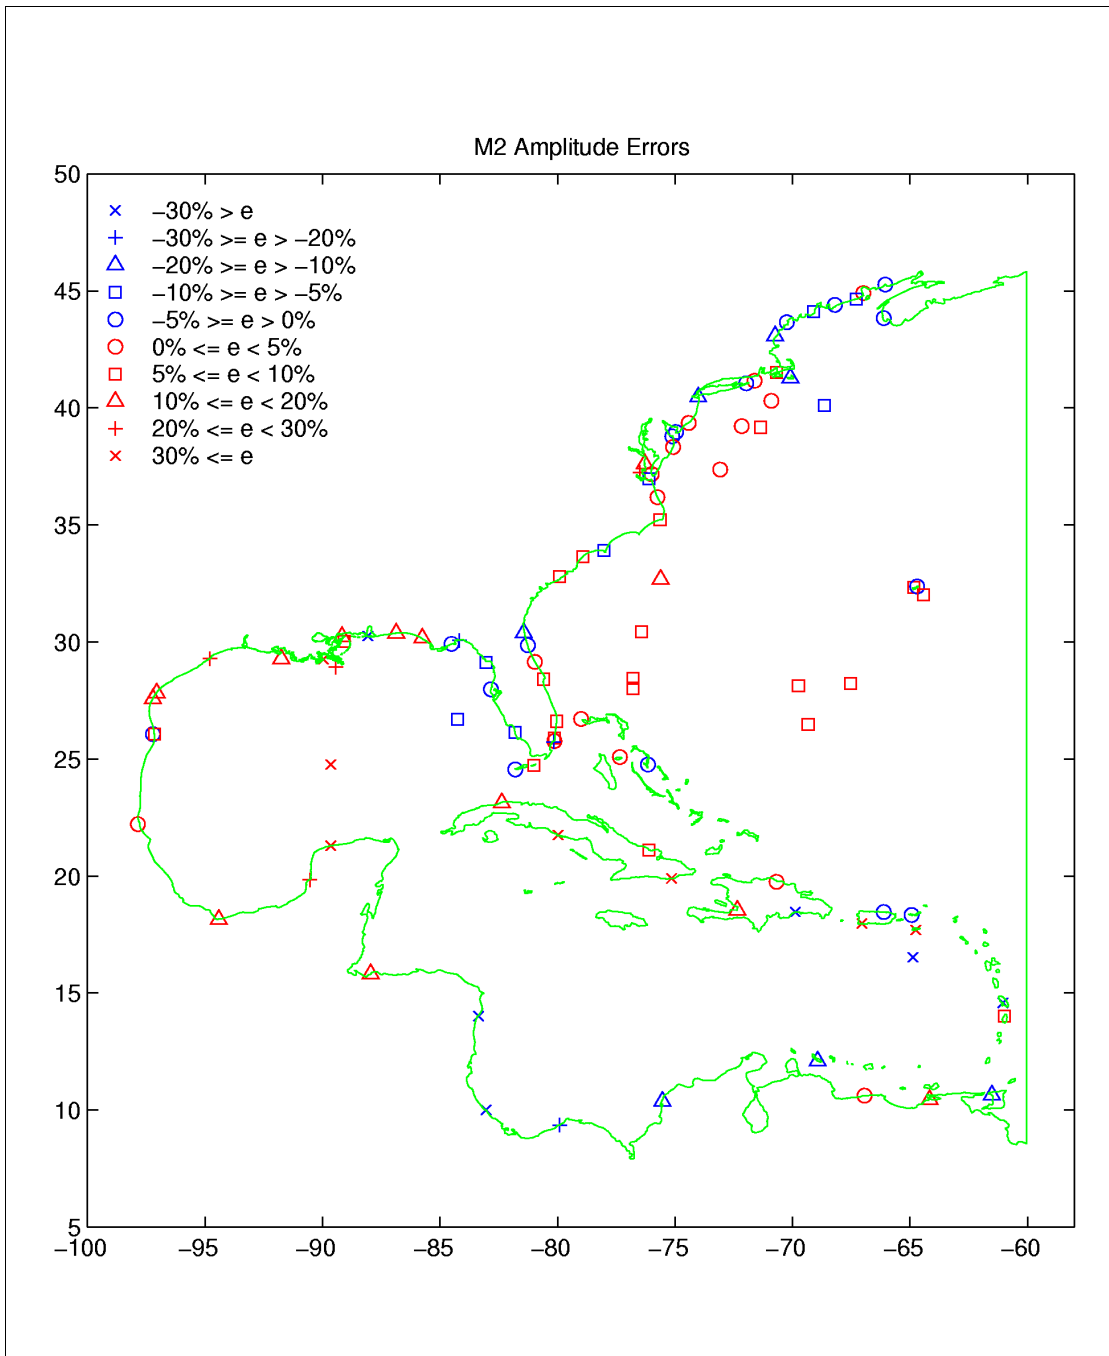 M2 Amplitude Errors
50
−30% > e
−30% >= e > −20%
−20% >= e > −10%
−10% >= e > −5%
−5% >= e > 0%
0% <= e < 5%
5% <= e < 10%
10% <= e < 20%
20% <= e < 30%
30% <= e
45
40
35
30
25
20
15
10
5
−100 −95 −90 −85 −80 −75 −70 −65 −60